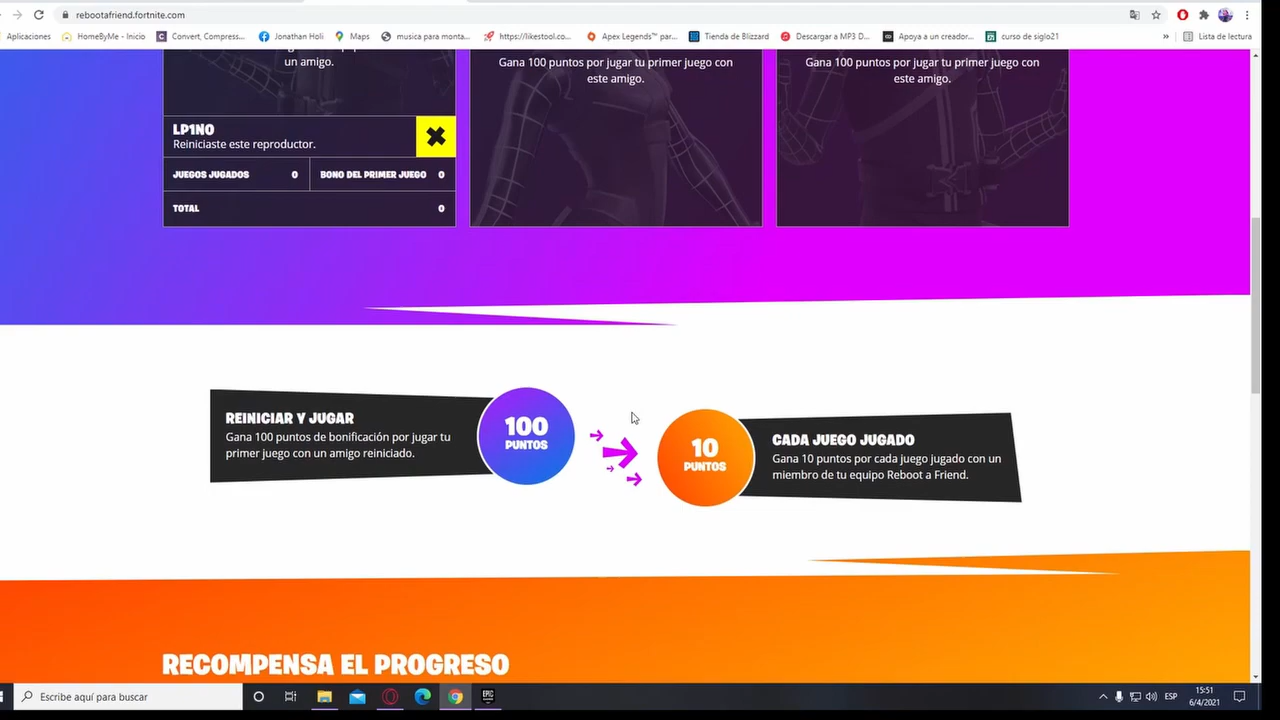 rebootafriend.fortnite.com
Aplicaciones
HomeByMe - Inicio
Convert, Compress...
Jonathan Holi
Maps
musica para monta...
https://likestool.co...
Apex Legends™ par...
Tienda de Blizzard
Descargar a MP3 D...
Apoya a un creador...
curso de siglo21
»
Lista de lectura
un amigo.
Gana 100 puntos por jugar tu primer juego con
este amigo.
Gana 100 puntos por jugar tu primer juego con
este amigo.
LP1NO
Reiniciaste este reproductor.
JUEGOS JUGADOS 0
BONO DEL PRIMER JUEGO 0
TOTAL 0
REINICIAR Y JUGAR
Gana 100 puntos de bonificación por jugar tu
primer juego con un amigo reiniciado.
100
PUNTOS
10
PUNTOS
CADA JUEGO JUGADO
Gana 10 puntos por cada juego jugado con un
miembro de tu equipo Reboot a Friend.
RECOMPENSA EL PROGRESO
Escribe aquí para buscar
EPIC
ESP
15:51
6/4/2021